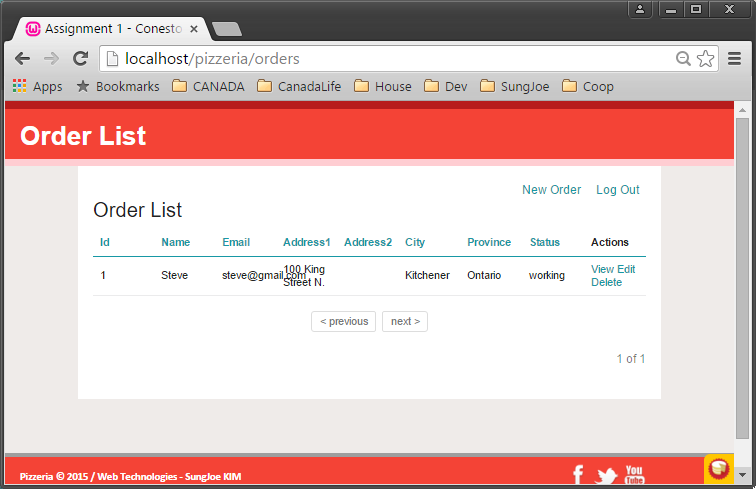 Assignment 1 - Conesto
localhost/pizzeria/orders
Apps Bookmarks CANADA CanadaLife House Dev SungJoe Coop
Order List
New Order Log Out
Order List
Id Name Email Address1 Address2 City Province Status Actions
1 Steve steve@gmail.com 100 King Street N. Kitchener Ontario working View Edit Delete
< previous next >
1 of 1
Pizzeria © 2015 / Web Technologies - SungJoe KIM
You Tube